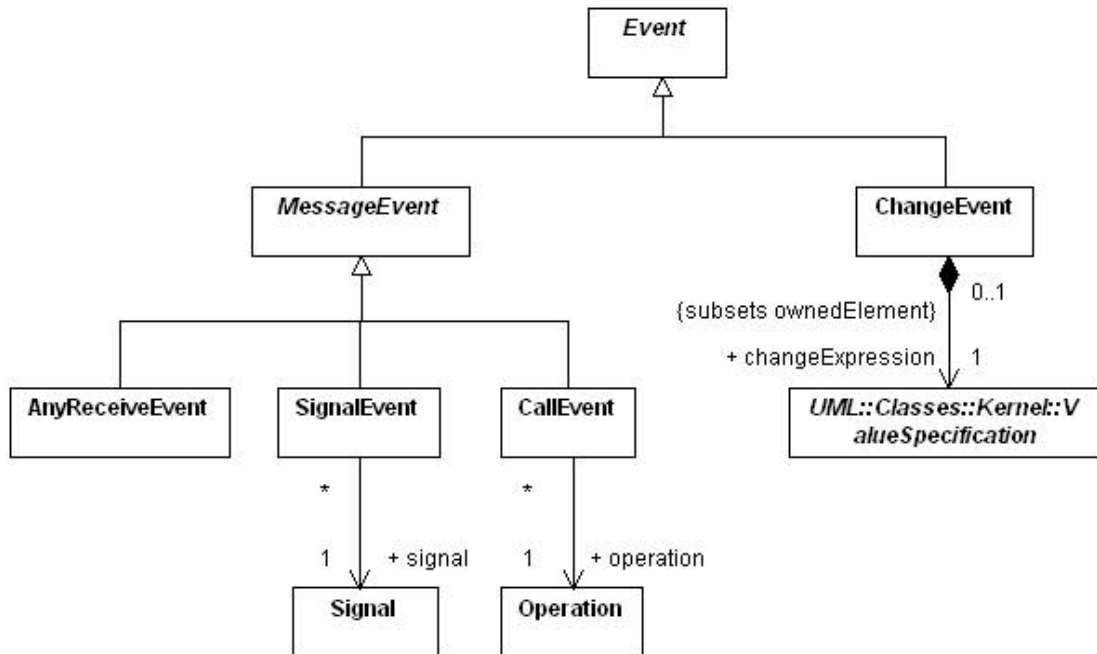 Event
MessageEvent
ChangeEvent
0..1
{subsets ownedElement}
+ changeExpression
1
AnyReceiveEvent
SignalEvent
CallEvent
UML::Classes::Kernel::V
alueSpecification
*
*
1
+ signal
1
+ operation
Signal
Operation